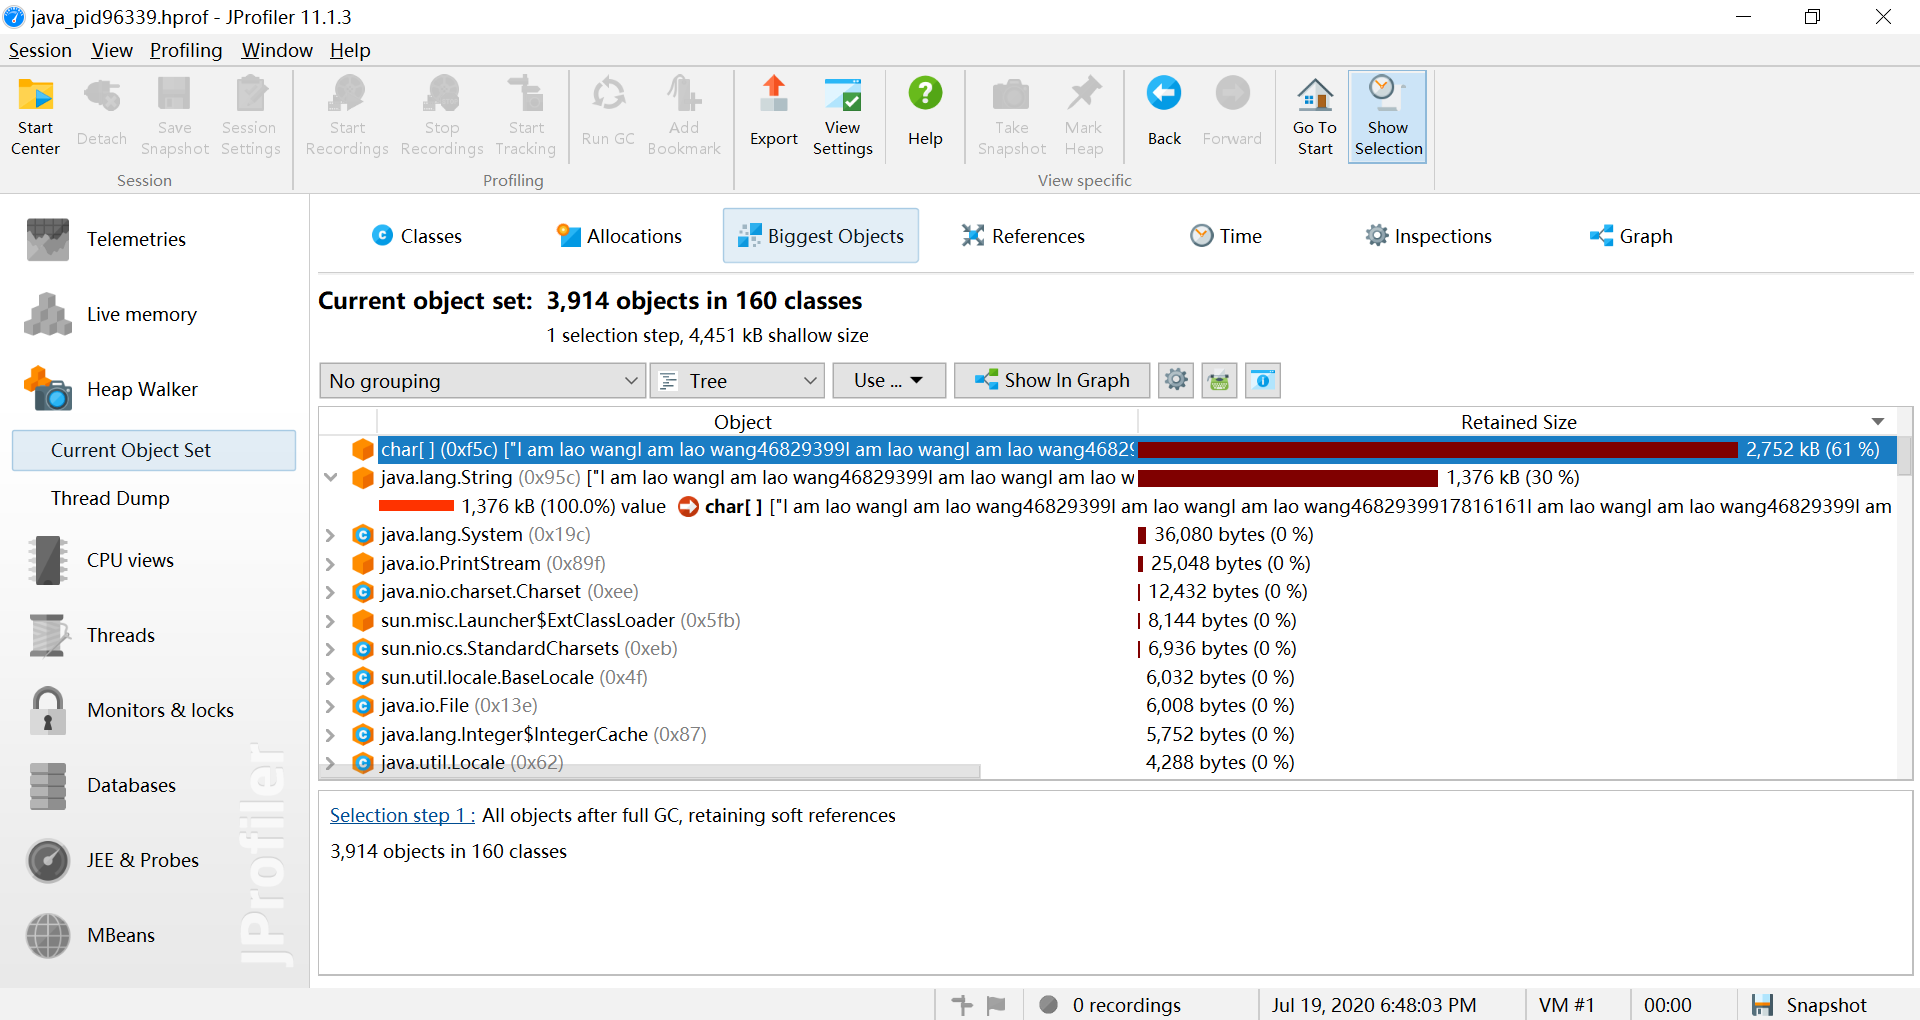 java_pid96339.hprof - JProfiler 11.1.3
Session View Profiling Window Help
Start Center
Detach
Save Snapshot
Session Settings
Start Recordings
Stop Recordings
Start Tracking
Run GC
Add Bookmark
Export
View Settings
Help
Take Snapshot
Mark Heap
Back
Forward
Go To Start
Show Selection
Session
Profiling
View specific
Telemetries
Live memory
Heap Walker
Current Object Set
Thread Dump
CPU views
Threads
Monitors & locks
Databases
JEE & Probes
MBeans
JProfiler
Classes
Allocations
Biggest Objects
References
Time
Inspections
Graph
Current object set: 3,914 objects in 160 classes
1 selection step, 4,451 kB shallow size
No grouping
Tree
Use ...
Show In Graph
Object Retained Size
char[ ] (0xf5c) ["I am lao wangI am lao wang46829399I am lao wangI am lao wang46829 2,752 kB (61 %)
java.lang.String (0x95c) ["I am lao wangI am lao wang46829399I am lao wangI am lao w 1,376 kB (30 %)
1,376 kB (100.0%) value char[ ] ["I am lao wangI am lao wang46829399I am lao wangI am lao wang4682939917816161I am lao wangI am lao wang46829399I am
java.lang.System (0x19c) 36,080 bytes (0 %)
java.io.PrintStream (0x89f) 25,048 bytes (0 %)
java.nio.charset.Charset (0xee) 12,432 bytes (0 %)
sun.misc.Launcher$ExtClassLoader (0x5fb) 8,144 bytes (0 %)
sun.nio.cs.StandardCharsets (0xeb) 6,936 bytes (0 %)
sun.util.locale.BaseLocale (0x4f) 6,032 bytes (0 %)
java.io.File (0x13e) 6,008 bytes (0 %)
java.lang.Integer$IntegerCache (0x87) 5,752 bytes (0 %)
java.util.Locale (0x62) 4,288 bytes (0 %)
Selection step 1 : All objects after full GC, retaining soft references
3,914 objects in 160 classes
0 recordings
Jul 19, 2020 6:48:03 PM
VM #1
00:00
Snapshot